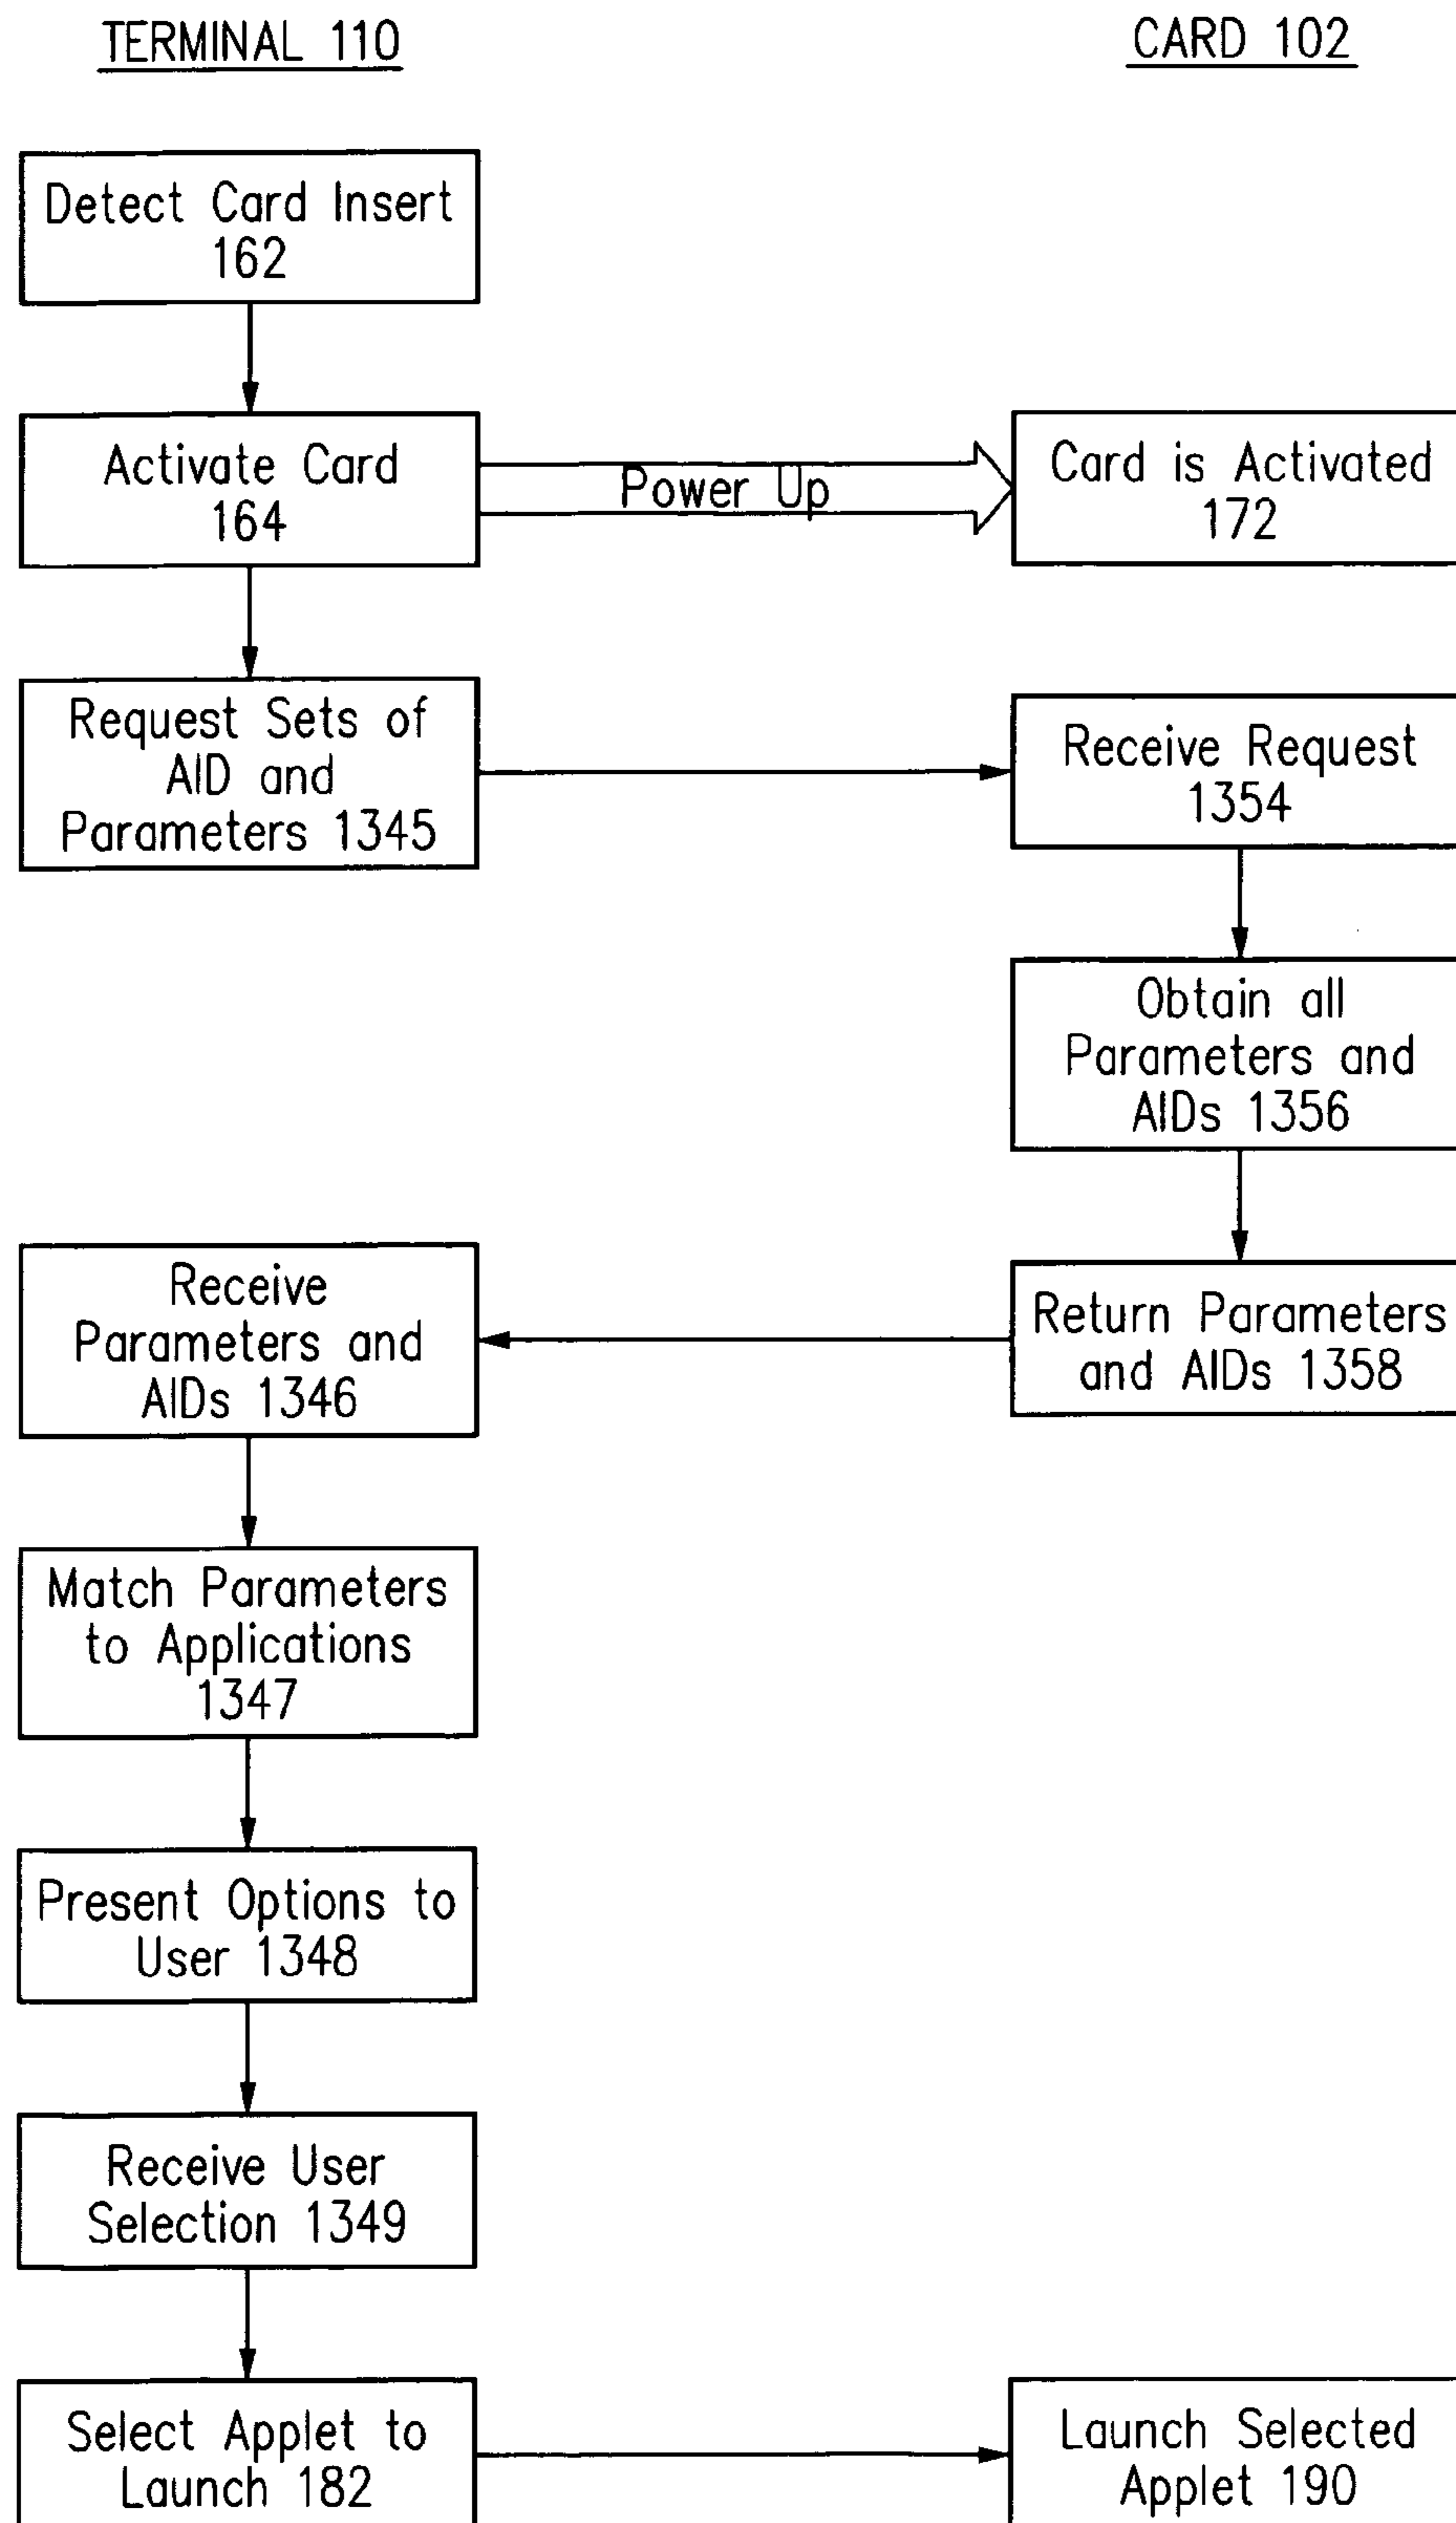 TERMINAL 110
CARD 102
Detect Card Insert
162
Activate Card
164
Power Up
Card is Activated
172
Request Sets of
AID and
Parameters 1345
Receive Request
1354
Obtain all
Parameters and
AIDs 1356
Receive
Parameters and
AIDs 1346
Return Parameters
and AIDs 1358
Match Parameters
to Applications
1347
Present Options to
User 1348
Receive User
Selection 1349
Select Applet to
Launch 182
Launch Selected
Applet 190